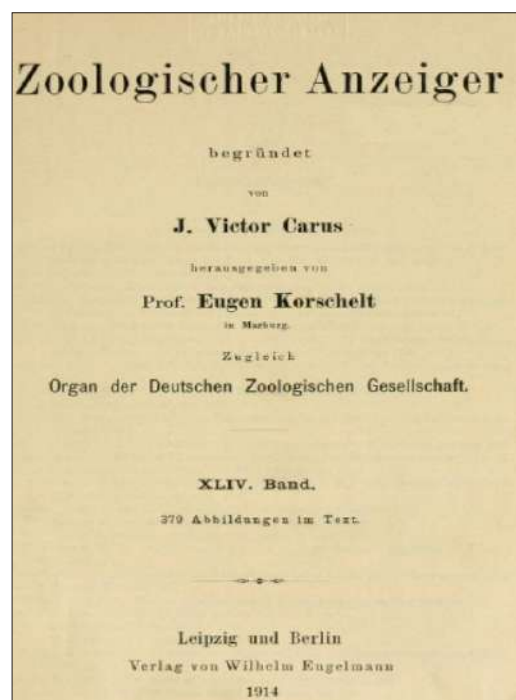 Zoologischer Anzeiger
begründet
von
J. Victor Carus
herausgegeben von
Prof. Eugen Korschelt
in Marburg.
Zugleich
Organ der Deutschen Zoologischen Gesellschaft.
XLIV. Band.
379 Abbildungen im Text.
Leipzig und Berlin
Verlag von Wilhelm Engelmann
1914